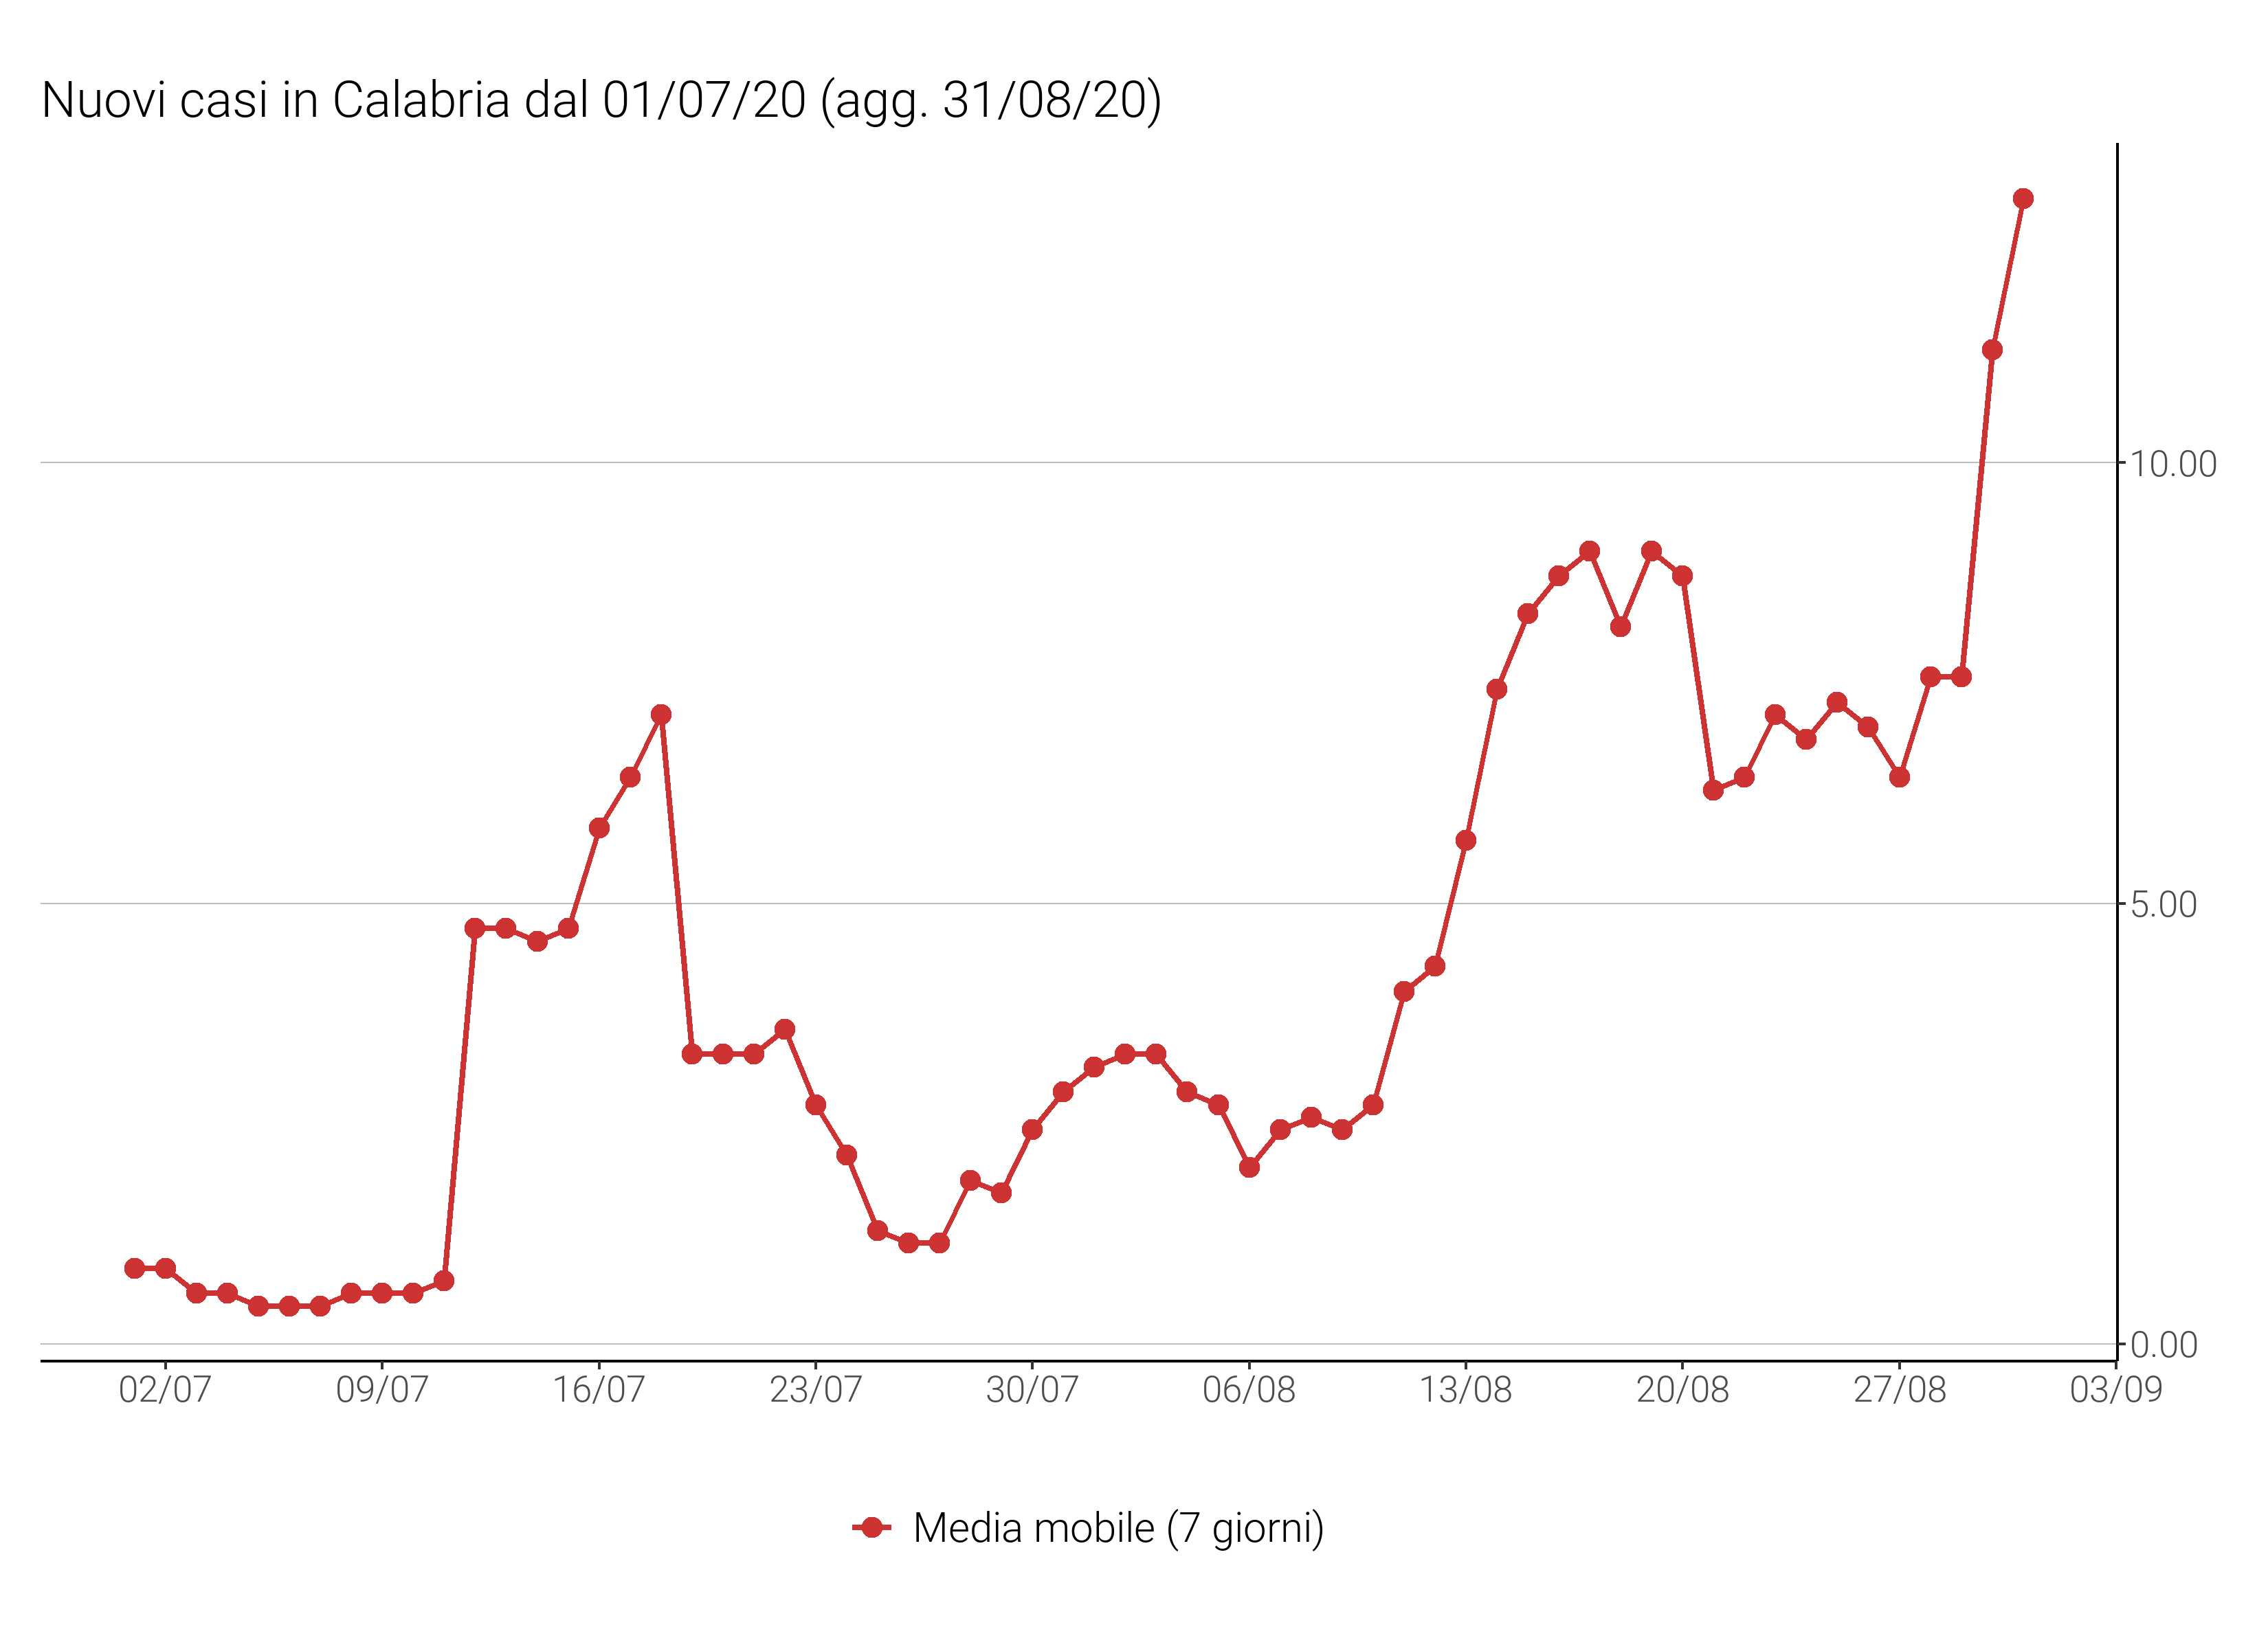 Nuovi casi in Calabria dal 01/07/20 (agg. 31/08/20)
10.00
5.00
0.00
02/07 09/07 16/07 23/07 30/07 06/08 13/08 20/08 27/08 03/09
Media mobile (7 giorni)